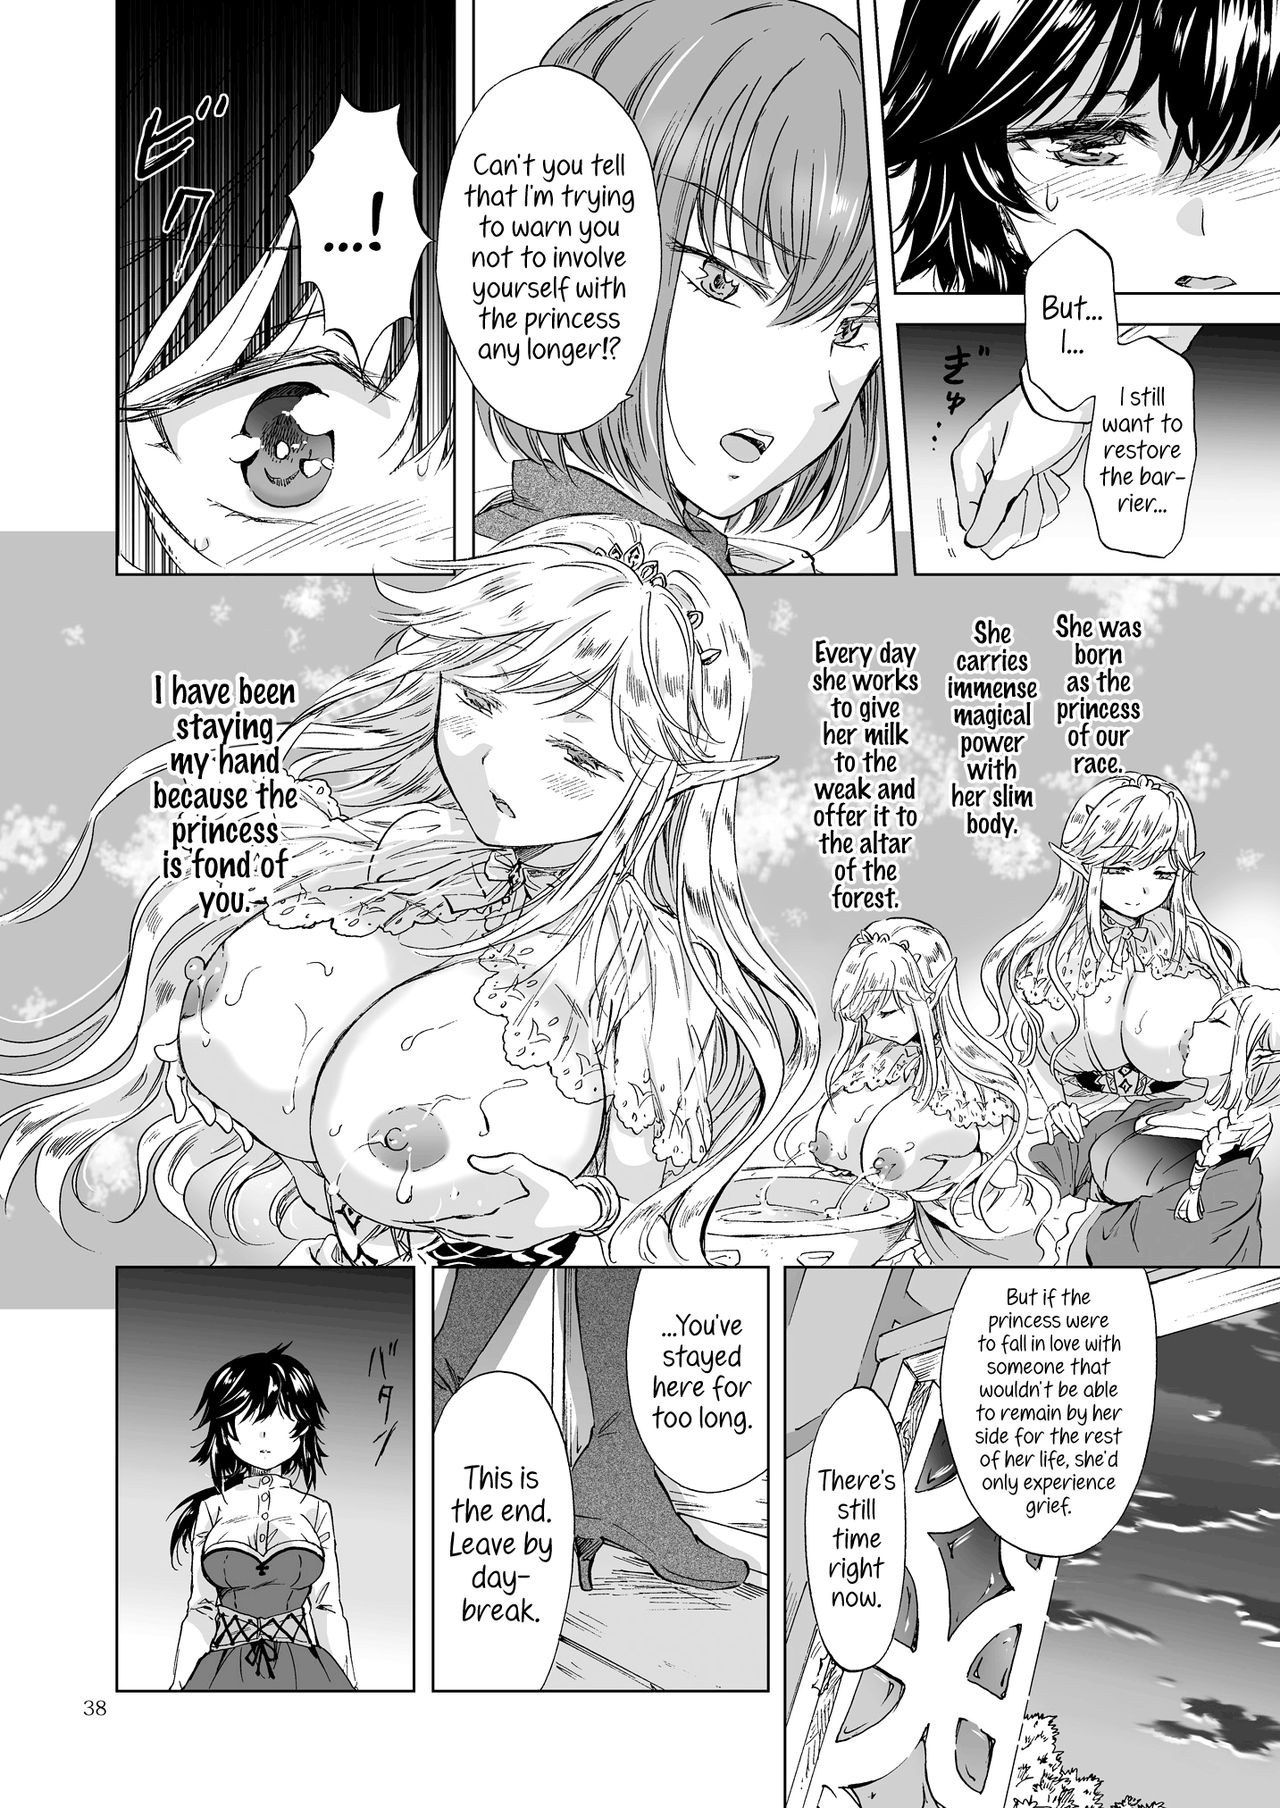 But...
I...
I still
want to
restore
the bar-
rier...
ぎゅ...
Can't you tell
that I'm trying
to warn you
not to involve
yourself with
the princess
any longer!?
....!
ビクッ
She was
born
as the
princess
of our
race.
She
carries
immense
magical
power
with
her slim
body.
Every day
she works
to give
her milk
to the
weak and
offer it to
the altar
of the
forest.
I have been
staying
my hand
because the
princess
is fond of
you.
But if the
princess were
to fall in love with
someone that
wouldn't be able
to remain by her
side for the rest
of her life, she'd
only experience
grief.
There's
still
time
right
now.
...You've
stayed
here for
too long.
This is
the end.
Leave by
day-
break.
バタン
38